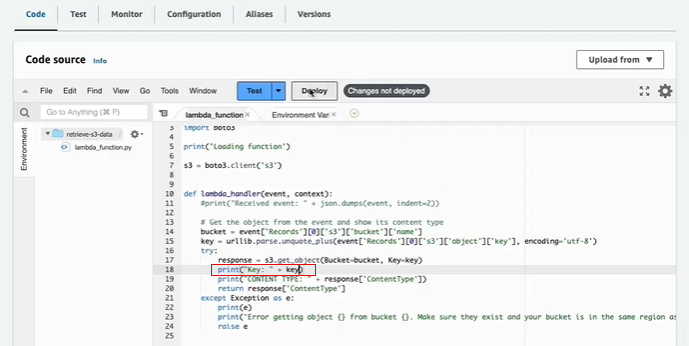 Code Test Monitor Configuration Aliases Versions
Code source Info
Upload from
File Edit Find View Go Tools Window Test Deploy Changes not deployed
Go to Anything (⌘ P)
lambda_function Environment Var
Environment
retrieve-s3-data /
lambda_function.py
3 import boto3
4
5 print('Loading function')
6
7 s3 = boto3.client('s3')
8
9
10 def lambda_handler(event, context):
11 #print("Received event: " + json.dumps(event, indent=2))
12
13 # Get the object from the event and show its content type
14 bucket = event['Records'][0]['s3']['bucket']['name']
15 key = urllib.parse.unquote_plus(event['Records'][0]['s3']['object']['key'], encoding='utf-8')
16 try:
17 response = s3.get_object(Bucket=bucket, Key=key)
18 print("Key: " + key)
19 print("CONTENT TYPE: " + response['ContentType'])
20 return response['ContentType']
21 except Exception as e:
22 print(e)
23 print('Error getting object {} from bucket {}. Make sure they exist and your bucket is in the same region as
24 raise e
25